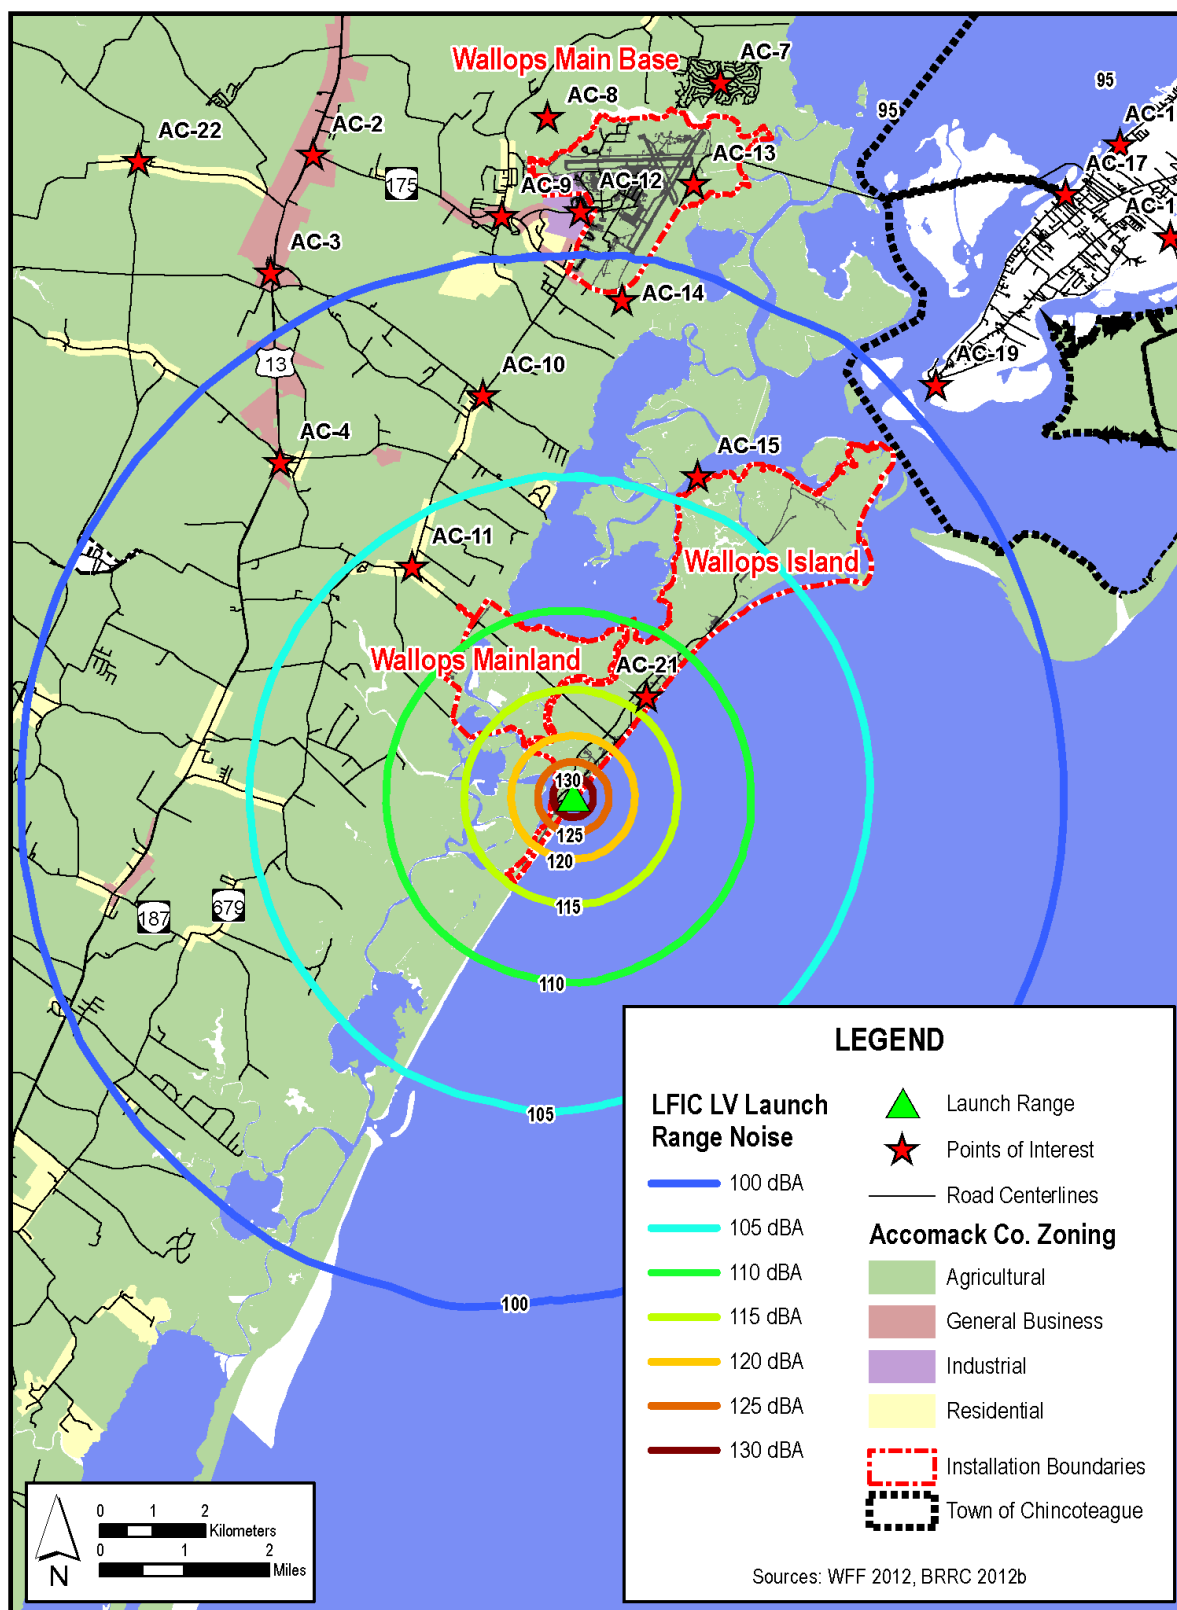 Wallops Main Base
AC-7
95
AC-8
95
AC-1
AC-22
AC-2
AC-13
AC-17
175
AC-9
AC-12
AC-1
AC-3
AC-14
13
AC-10
AC-19
AC-4
AC-15
AC-11
Wallops Island
Wallops Mainland
AC-21
130
125
120
187
679
115
110
105
100
LEGEND
LFIC LV Launch
Range Noise
100 dBA
105 dBA
110 dBA
115 dBA
120 dBA
125 dBA
130 dBA
Launch Range
Points of Interest
Road Centerlines
Accomack Co. Zoning
Agricultural
General Business
Industrial
Residential
Installation Boundaries
Town of Chincoteague
Sources: WFF 2012, BRRC 2012b
N
0 1 2
Kilometers
0 1 2
Miles